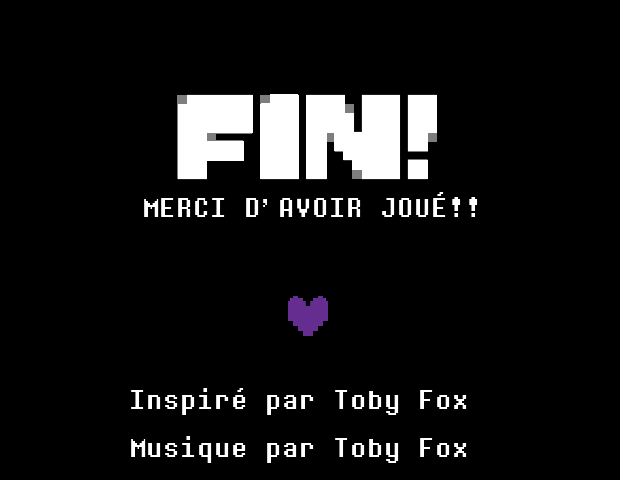 FIN!
MERCI D'AVOIR JOUÉ!!
Inspiré par Toby Fox
Musique par Toby Fox